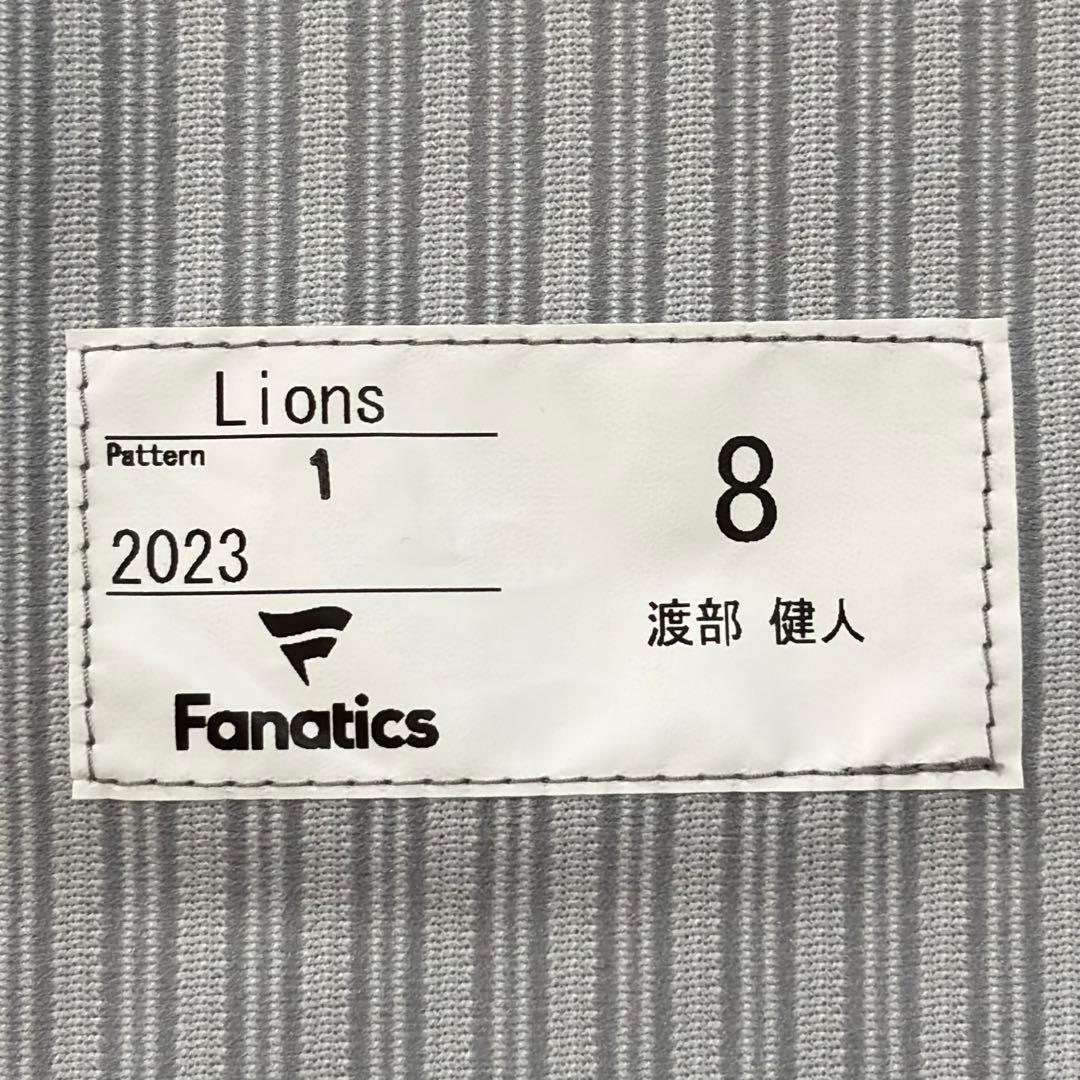 Lions
Pattern 1
2023
Fanatics
8
渡部 健人